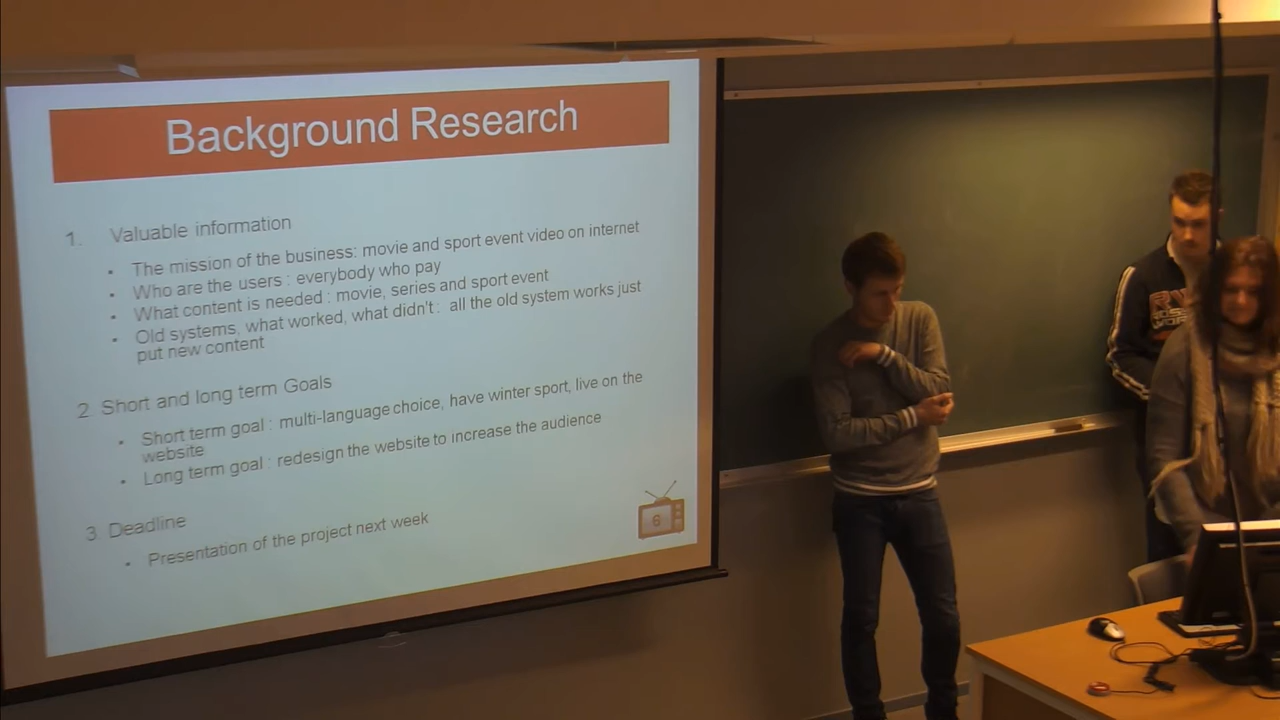 Background Research
1. Valuable information
• The mission of the business: movie and sport event video on internet
• Who are the users : everybody who pay
• What content is needed : movie, series and sport event
• Old systems, what worked, what didn't : all the old system works just
put new content
2. Short and long term Goals
• Short term goal : multi-language choice, have winter sport, live on the
website
• Long term goal : redesign the website to increase the audience
3. Deadline
• Presentation of the project next week
6